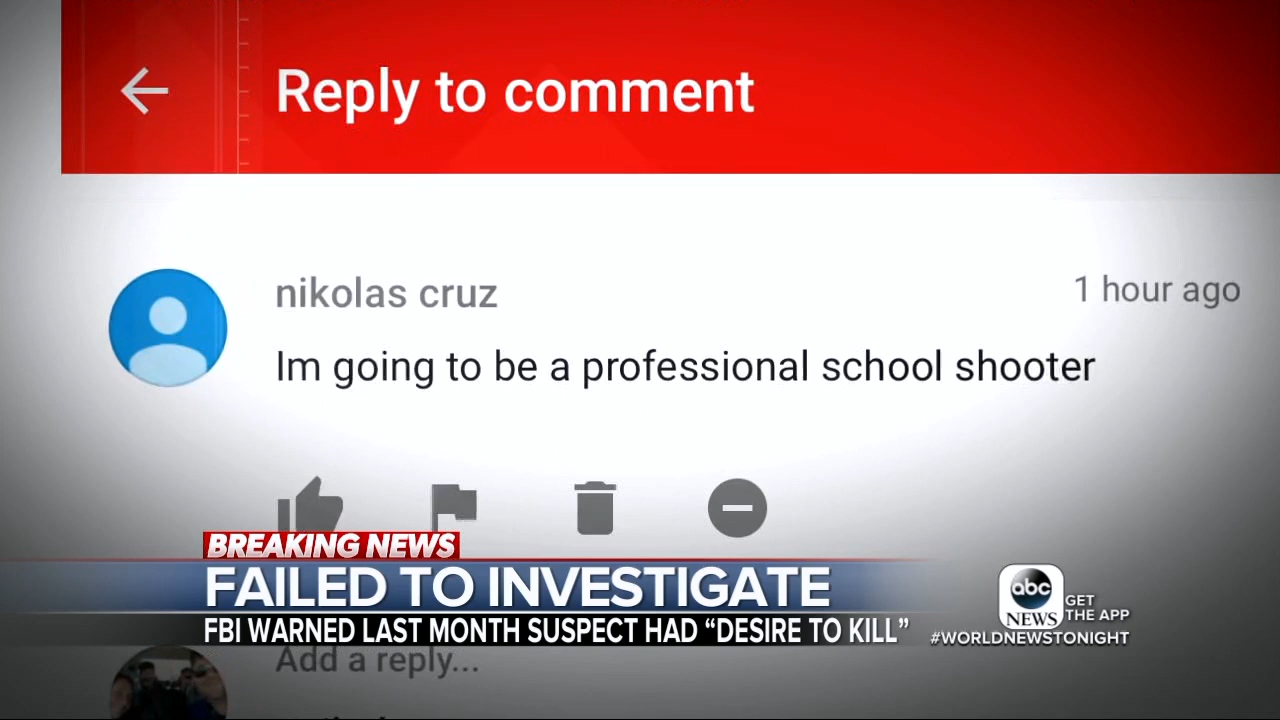 Reply to comment
nikolas cruz
1 hour ago
Im going to be a professional school shooter
BREAKING NEWS
FAILED TO INVESTIGATE
FBI WARNED LAST MONTH SUSPECT HAD “DESIRE TO KILL”
abc
NEWS
GET
THE APP
#WORLDNEWSTONIGHT
Add a reply...